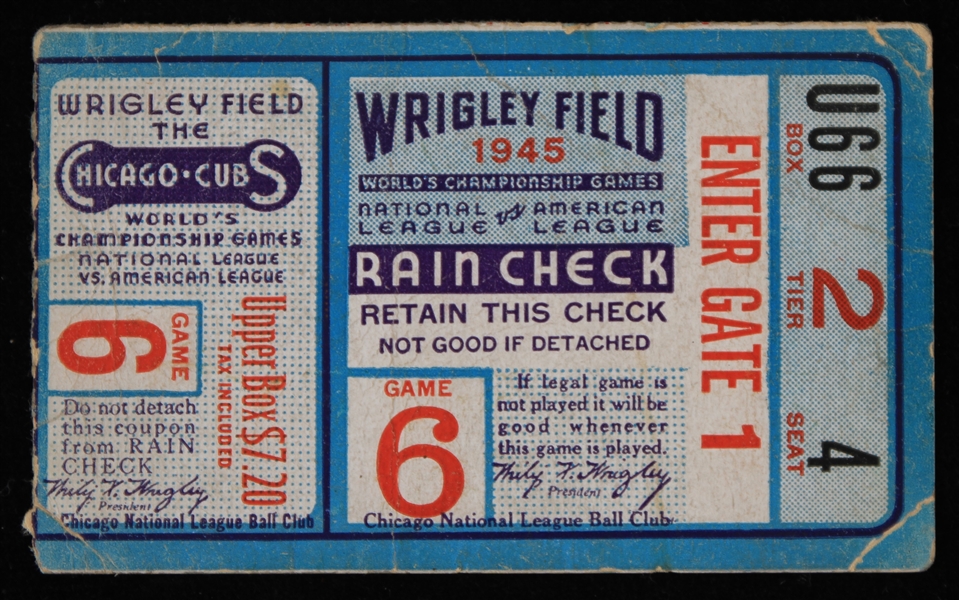 WRIGLEY FIELD
THE
CHICAGO·CUBS
WORLD'S
CHAMPIONSHIP GAMES
NATIONAL LEAGUE
VS. AMERICAN LEAGUE
GAME
6
Upper Box $7.20
TAX INCLUDED
Do not detach
this coupon
from RAIN
CHECK
Philip K. Wrigley
President
Chicago National League Ball Club
WRIGLEY FIELD
1945
WORLD'S CHAMPIONSHIP GAMES
NATIONAL LEAGUE vs AMERICAN LEAGUE
RAIN CHECK
RETAIN THIS CHECK
NOT GOOD IF DETACHED
GAME
6
If legal game is
not played it will be
good whenever
this game is played.
Philip K. Wrigley
President
Chicago National League Ball Club
ENTER GATE 1
U66
BOX
2
TIER
4
SEAT